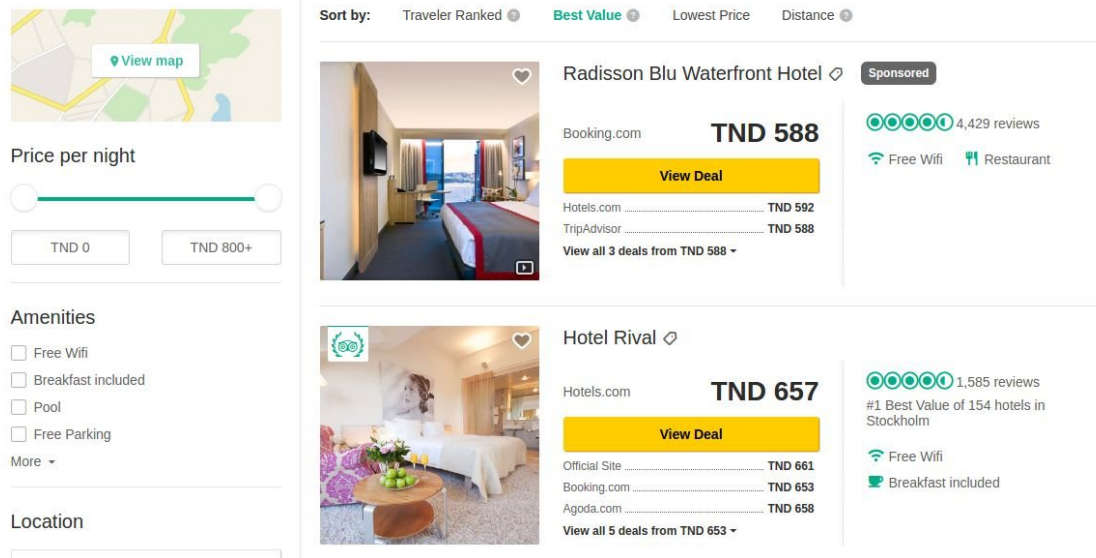 View map
Price per night
TND 0
TND 800+
Amenities
Free Wifi
Breakfast included
Pool
Free Parking
More
Location
Sort by: Traveler Ranked Best Value Lowest Price Distance
Radisson Blu Waterfront Hotel Sponsored
Booking.com TND 588
View Deal
Hotels.com TND 592
TripAdvisor TND 588
View all 3 deals from TND 588
4,429 reviews
Free Wifi Restaurant
Hotel Rival
Hotels.com TND 657
View Deal
Official Site TND 661
Booking.com TND 653
Agoda.com TND 658
View all 5 deals from TND 653
1,585 reviews
#1 Best Value of 154 hotels in
Stockholm
Free Wifi
Breakfast included